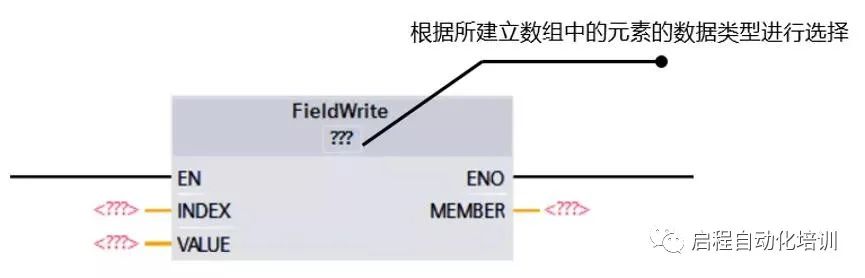 根据所建立数组中的元素的数据类型进行选择
FieldWrite
???
EN ENO
<???> INDEX MEMBER <???>
<???> VALUE
启程自动化培训